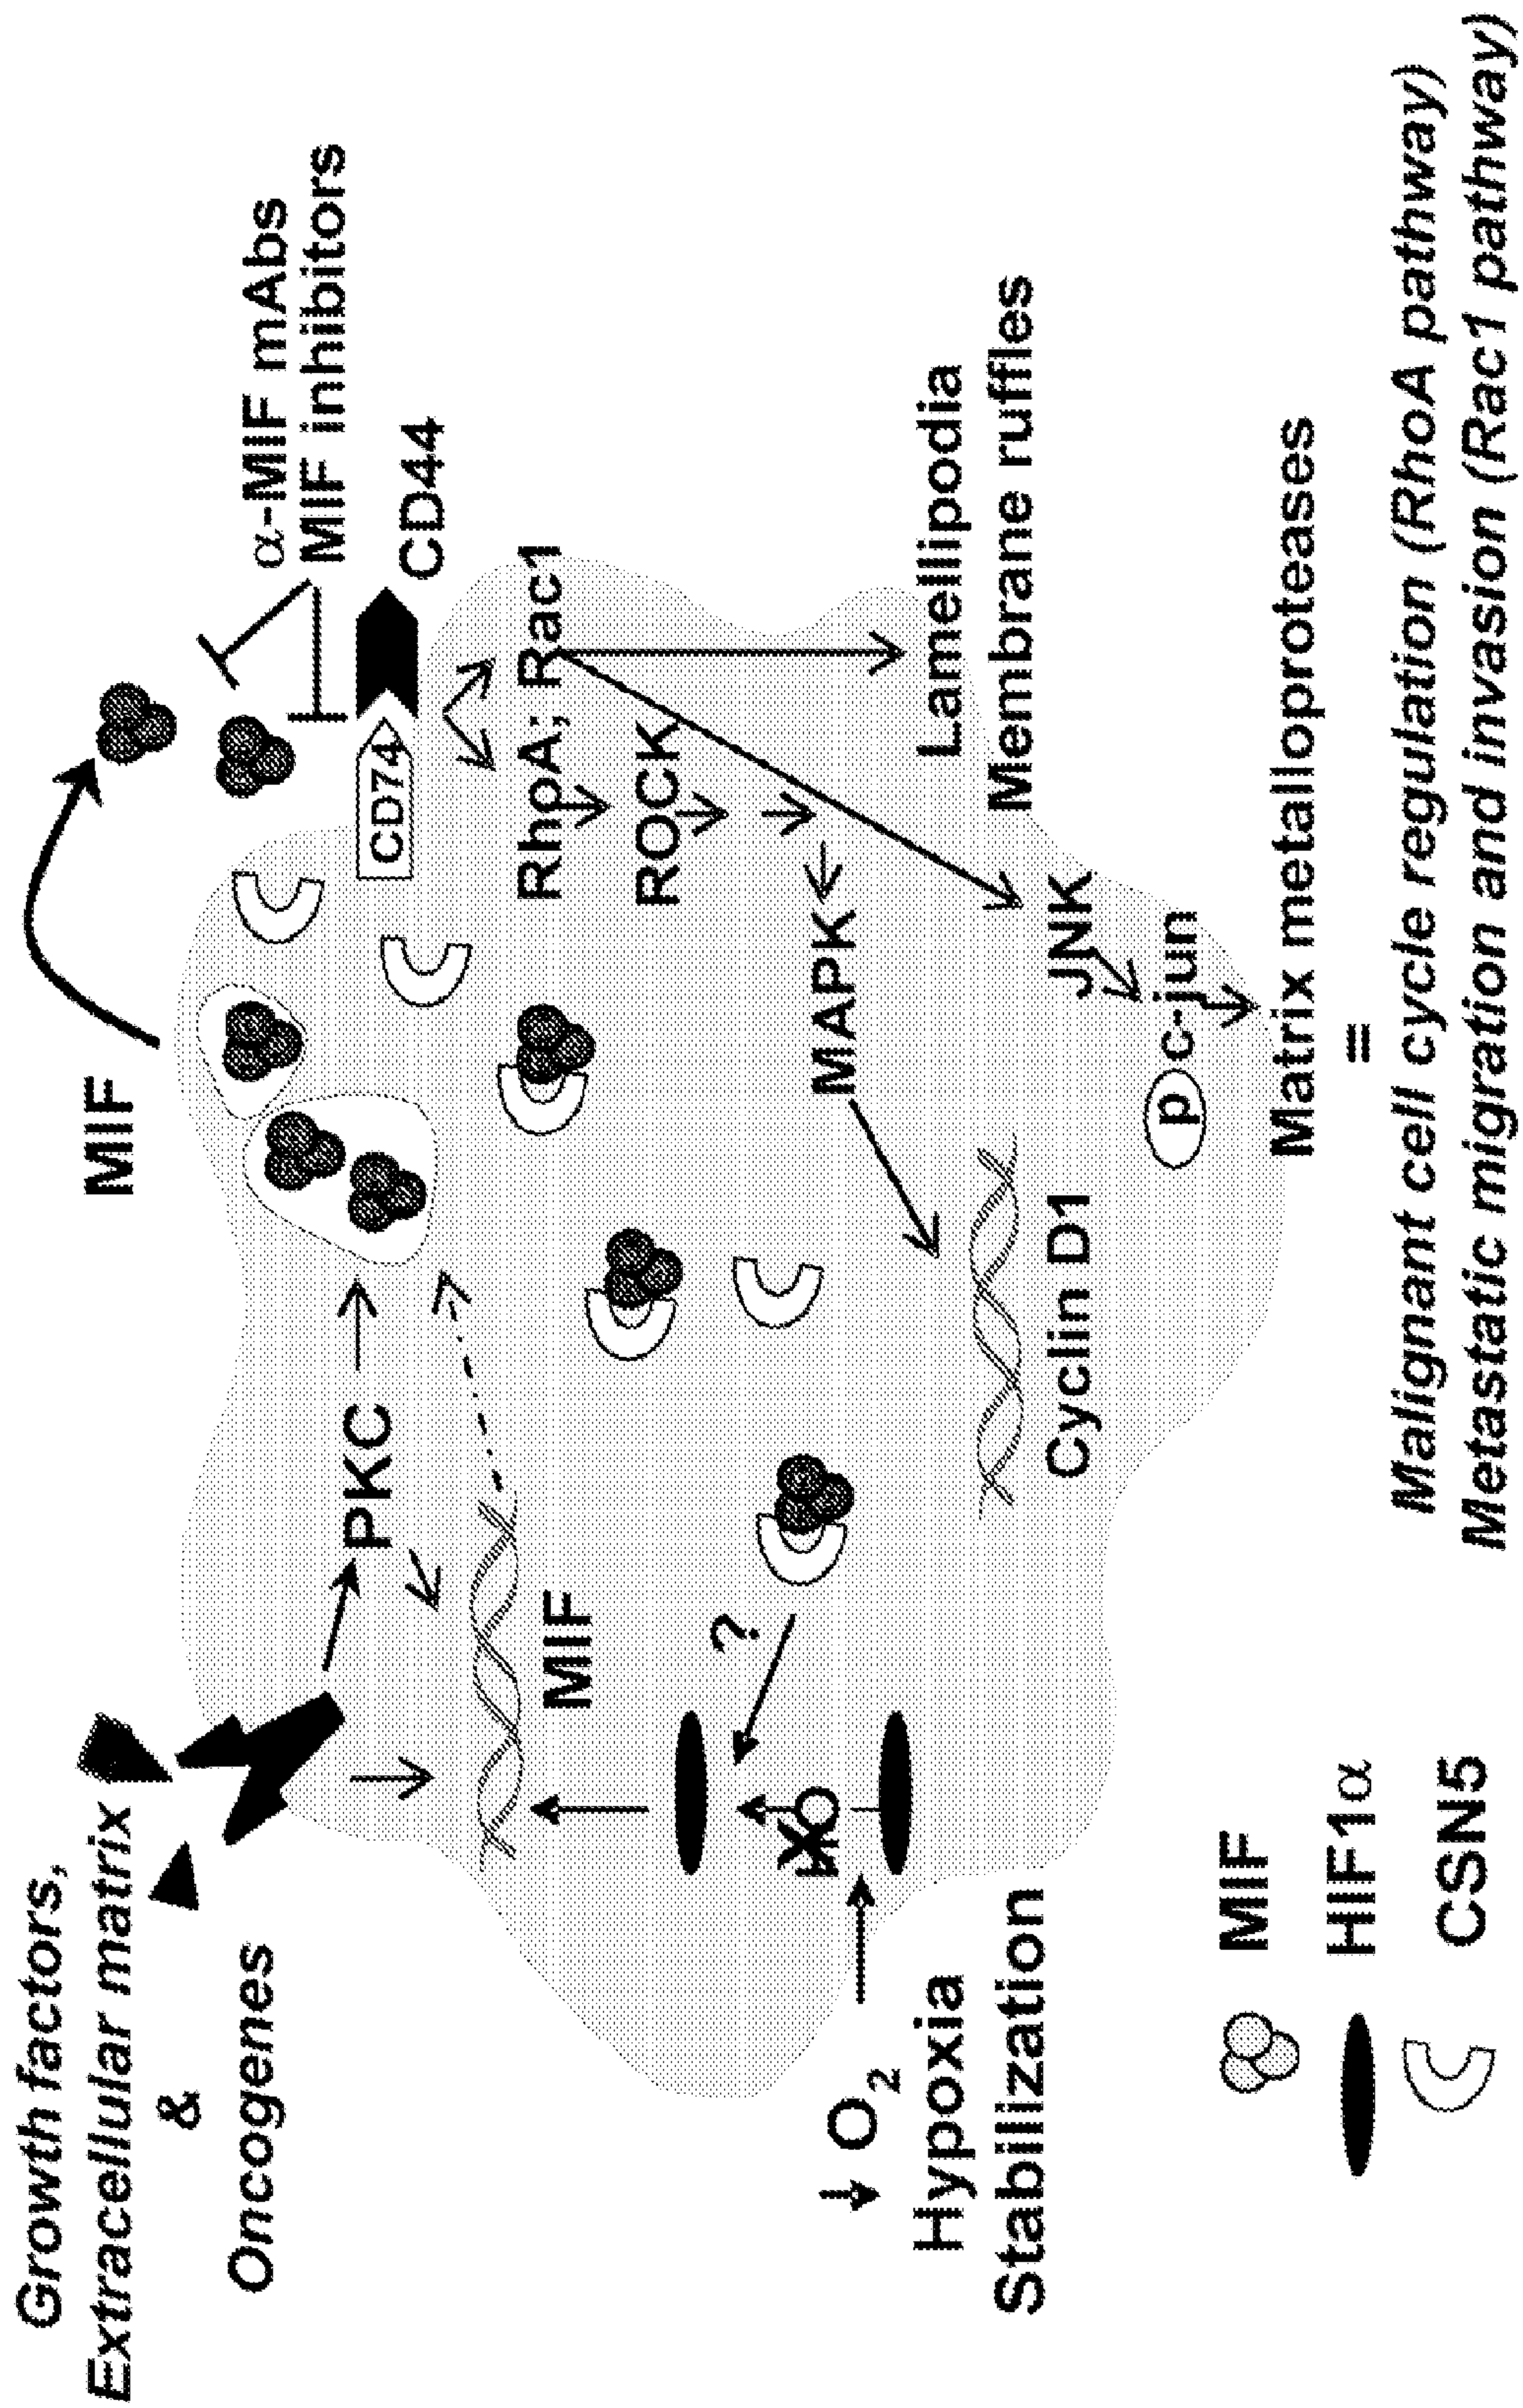 Growth factors,
Extracellular matrix
&
Oncogenes
MIF
α-MIF mAbs
MIF inhibitors
CD74
CD44
PKC
MIF
RhoA; Rac1
ROCK
MAPK
?
↓ O2
Hypoxia
Stabilization
Cyclin D1
JNK
p c-jun
Lamellipodia
Membrane ruffles
Matrix metalloproteases
=
Malignant cell cycle regulation (RhoA pathway)
Metastatic migration and invasion (Rac1 pathway)
MIF
HIF1α
CSN5